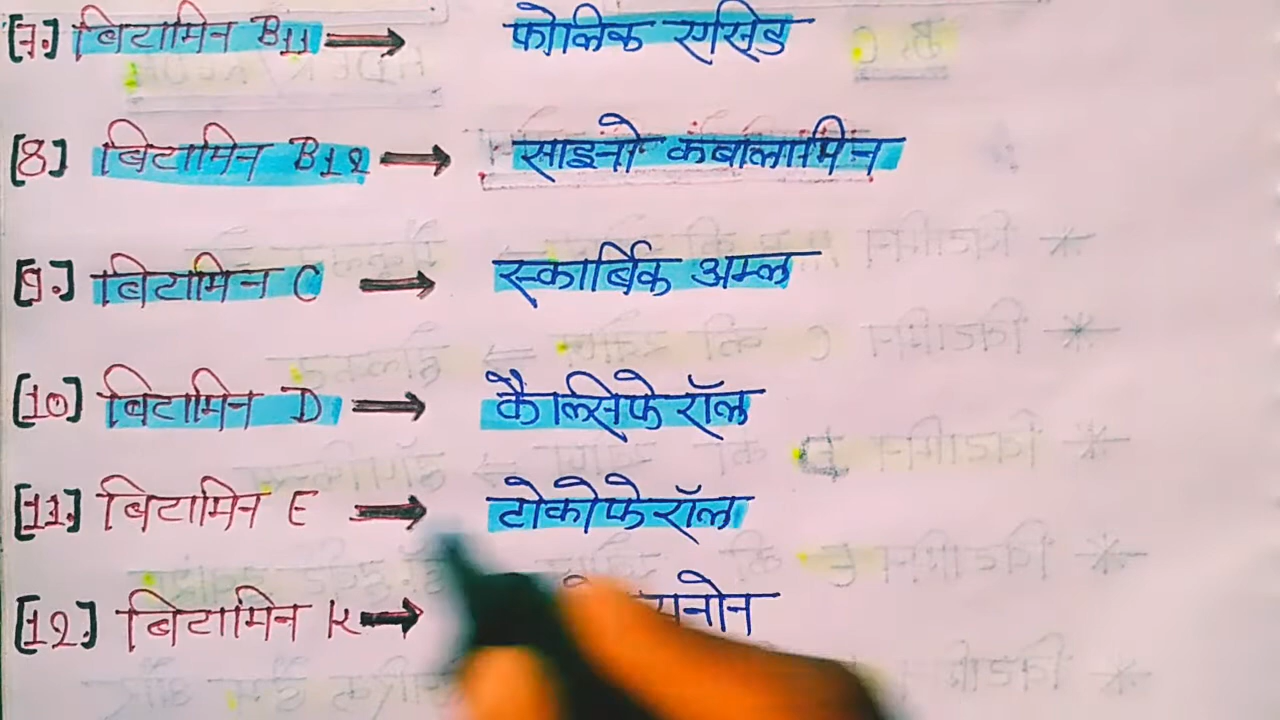 [7.] बिटामिन B11 → फोलिक एसिड
[8] बिटामिन B12 → साइनो कंबालामिन
[9.] बिटामिन C → स्कार्बिक अम्ल
[10] बिटामिन D → कैल्सिफेरॉल
[11.] बिटामिन E → टोकोफेरॉल
[12.] बिटामिन K →